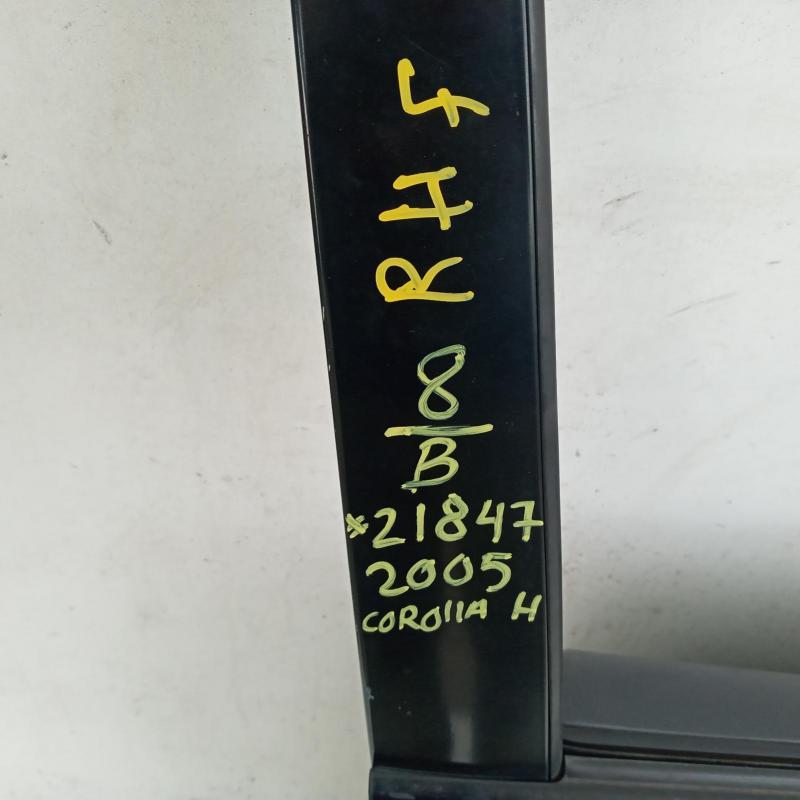 RHF
8
B
*21847
2005
COROllA H